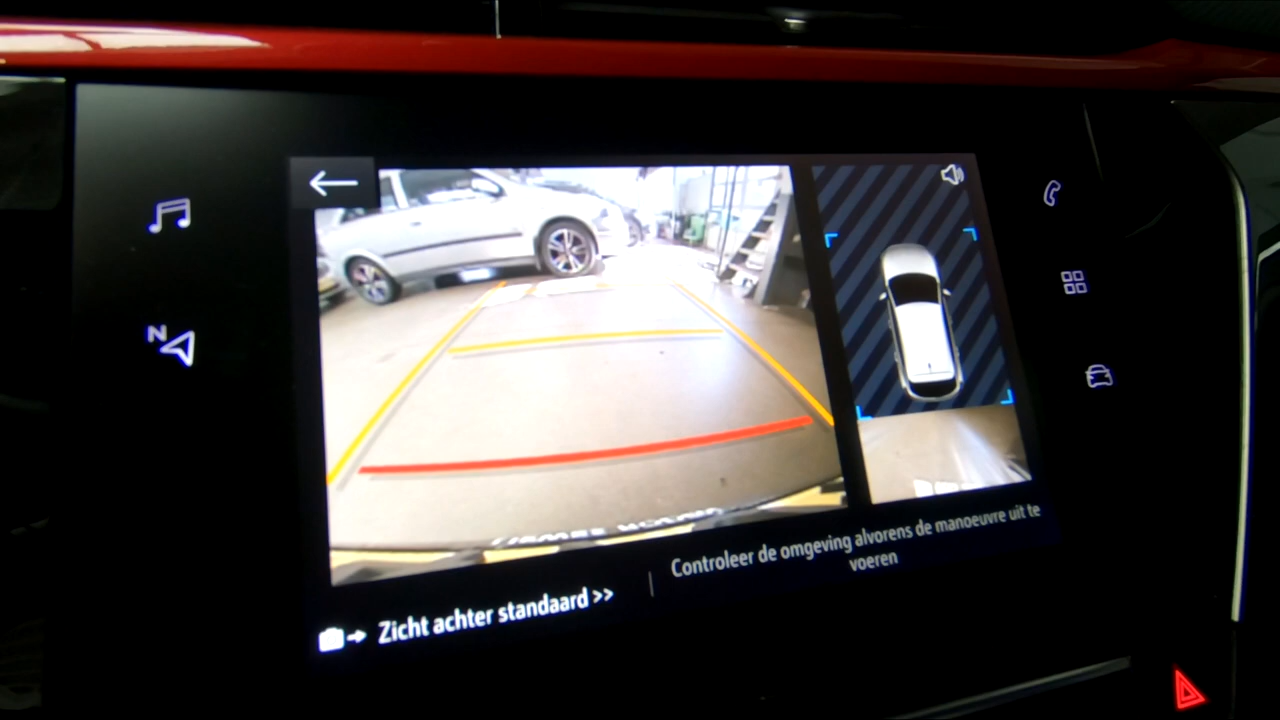 N
Zicht achter standaard >>
Controleer de omgeving alvorens de manoeuvre uit te
voeren